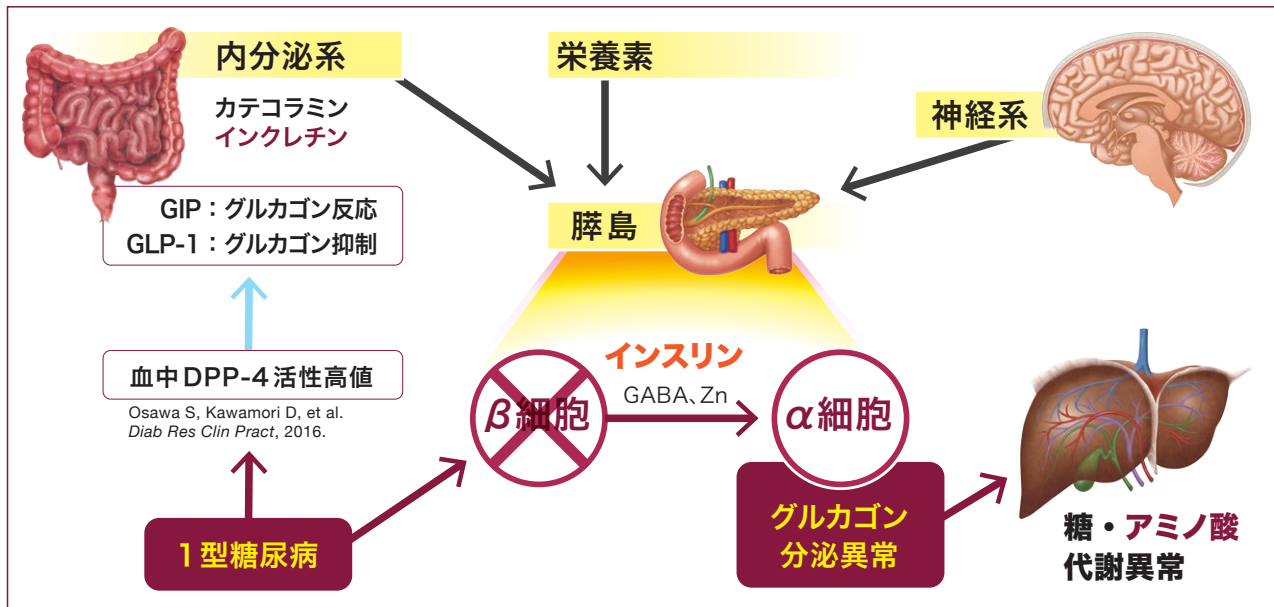 内分泌系
カテコラミン
インクレチン
栄養素
神経系
GIP：グルカゴン反応
GLP-1：グルカゴン抑制
膵島
血中DPP-4活性高値
Osawa S, Kawamori D, et al.
Diab Res Clin Pract, 2016.
1型糖尿病
β細胞
インスリン
GABA、Zn
α細胞
グルカゴン
分泌異常
糖・アミノ酸
代謝異常